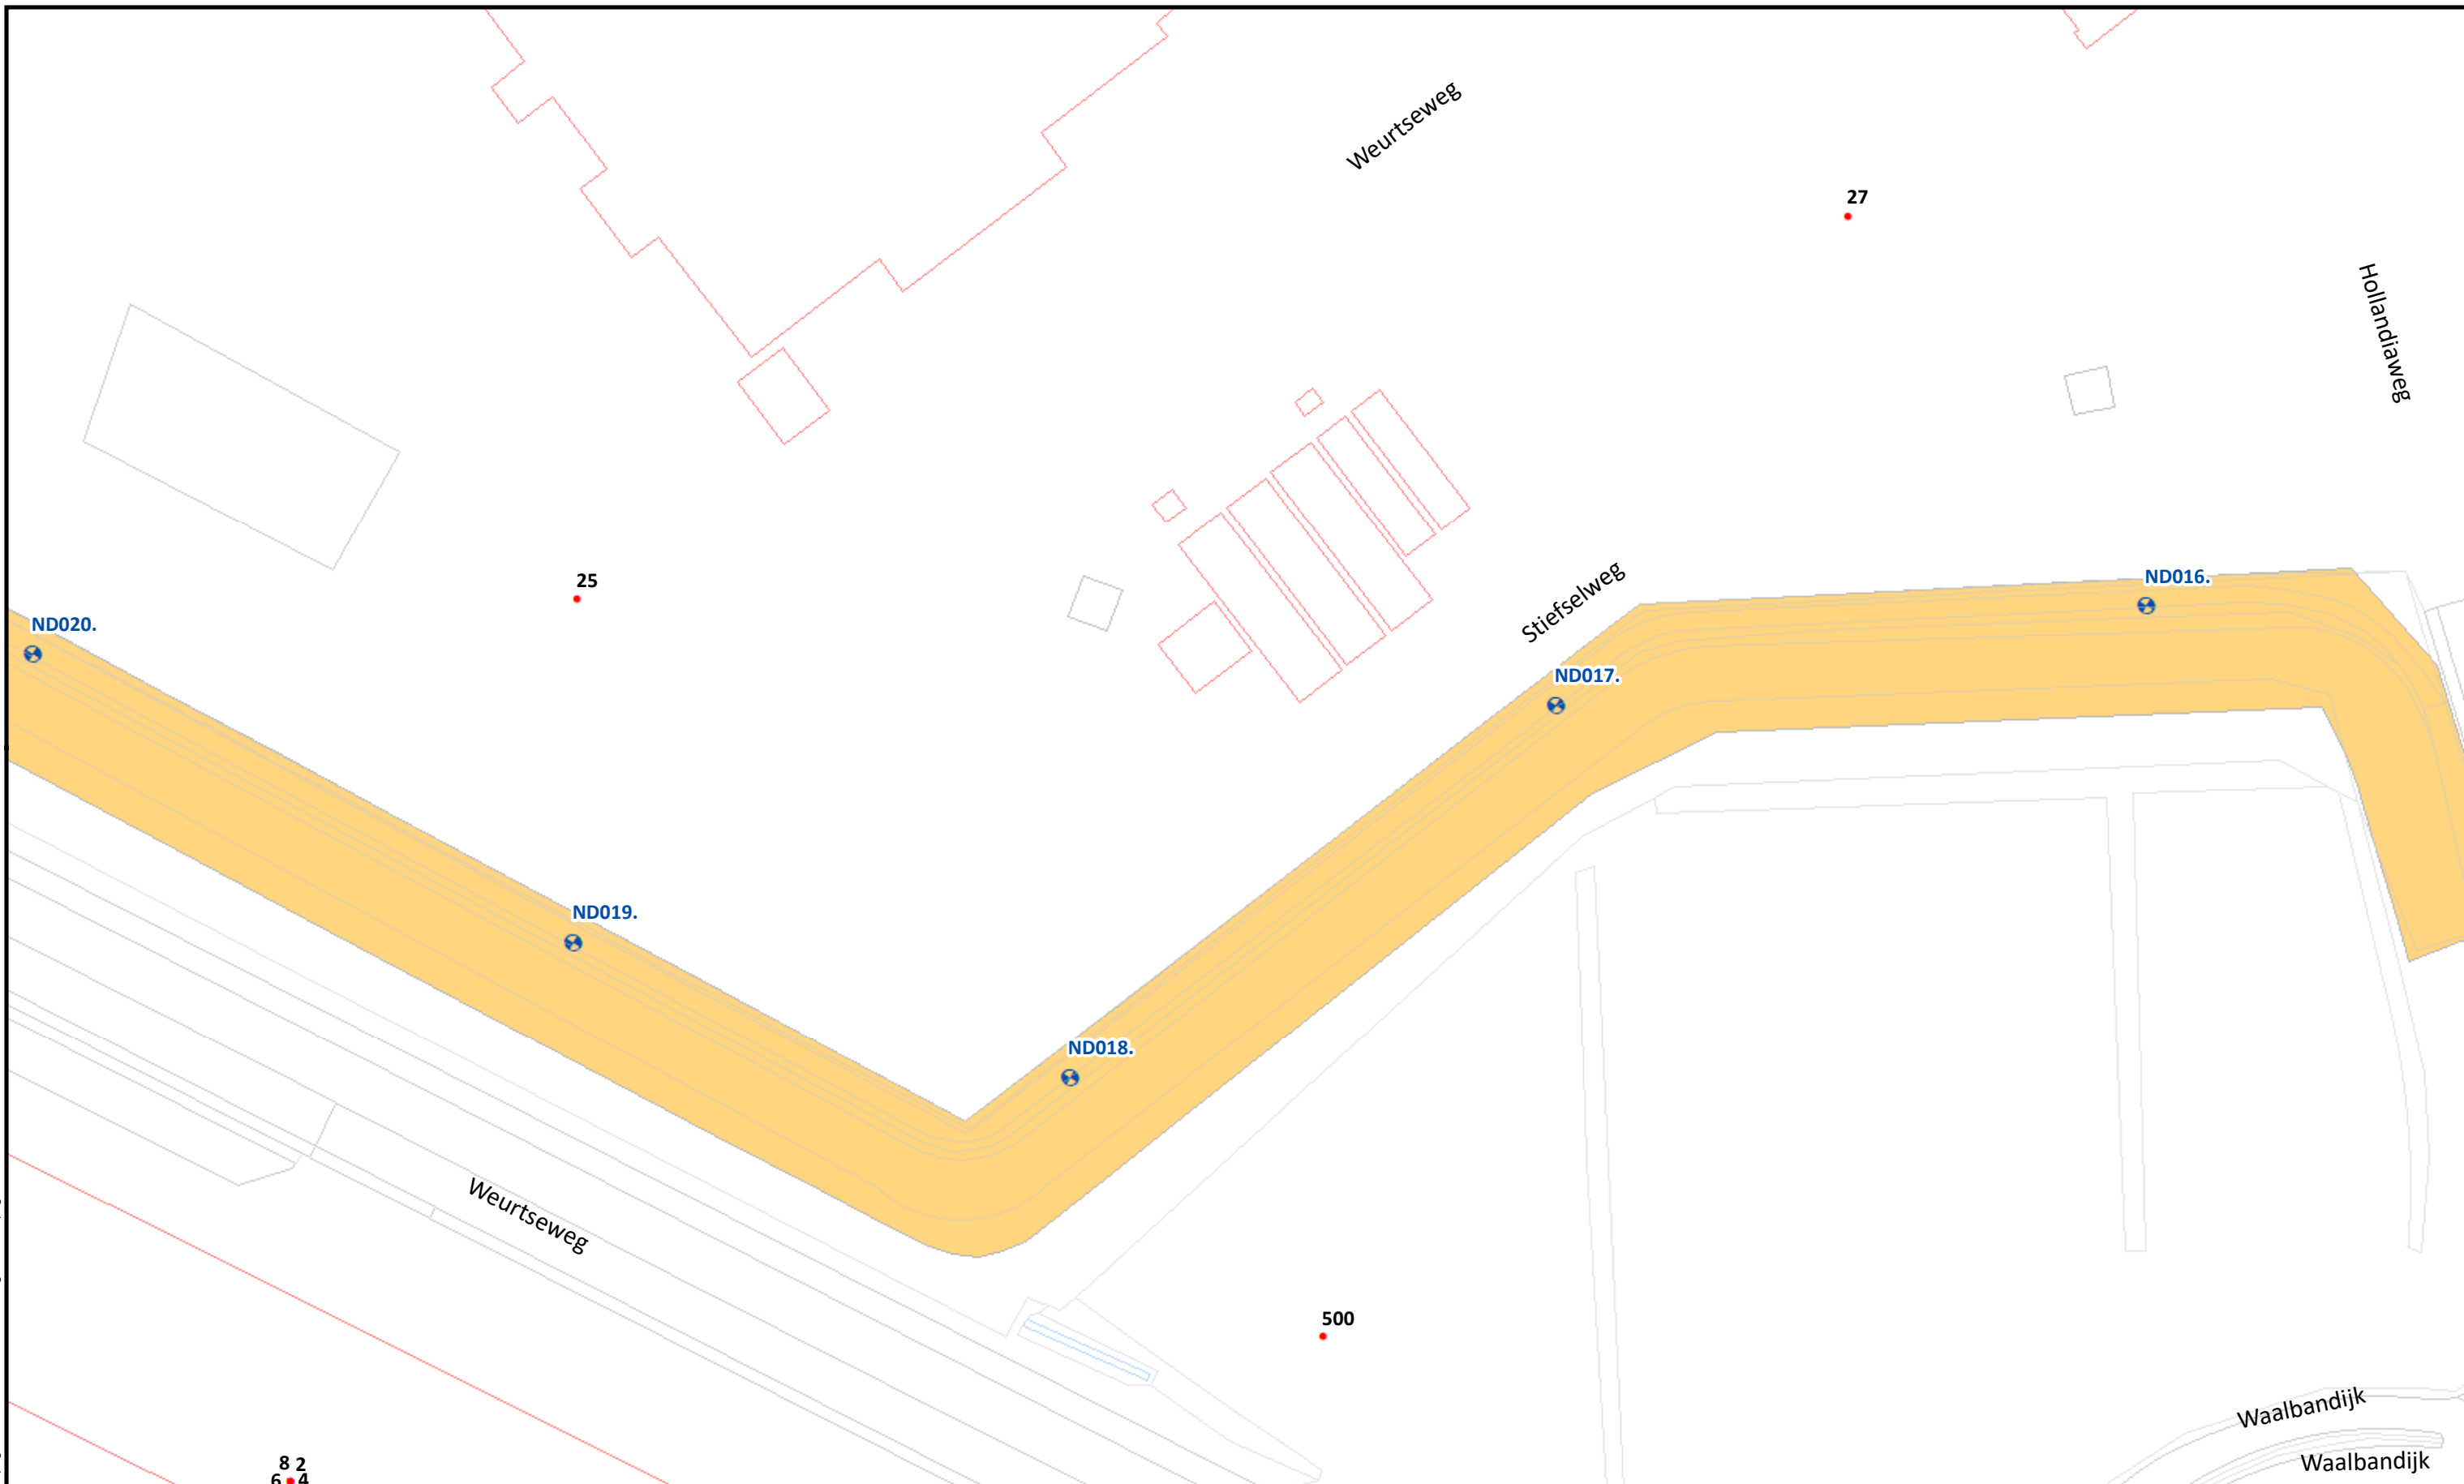 Weurtseweg
27
Hollandiaweg
25
Stiefselweg
ND016.
ND020.
ND017.
ND019.
ND018.
Weurtseweg
500
Waalbandijk
Waalbandijk
8 2
6 4